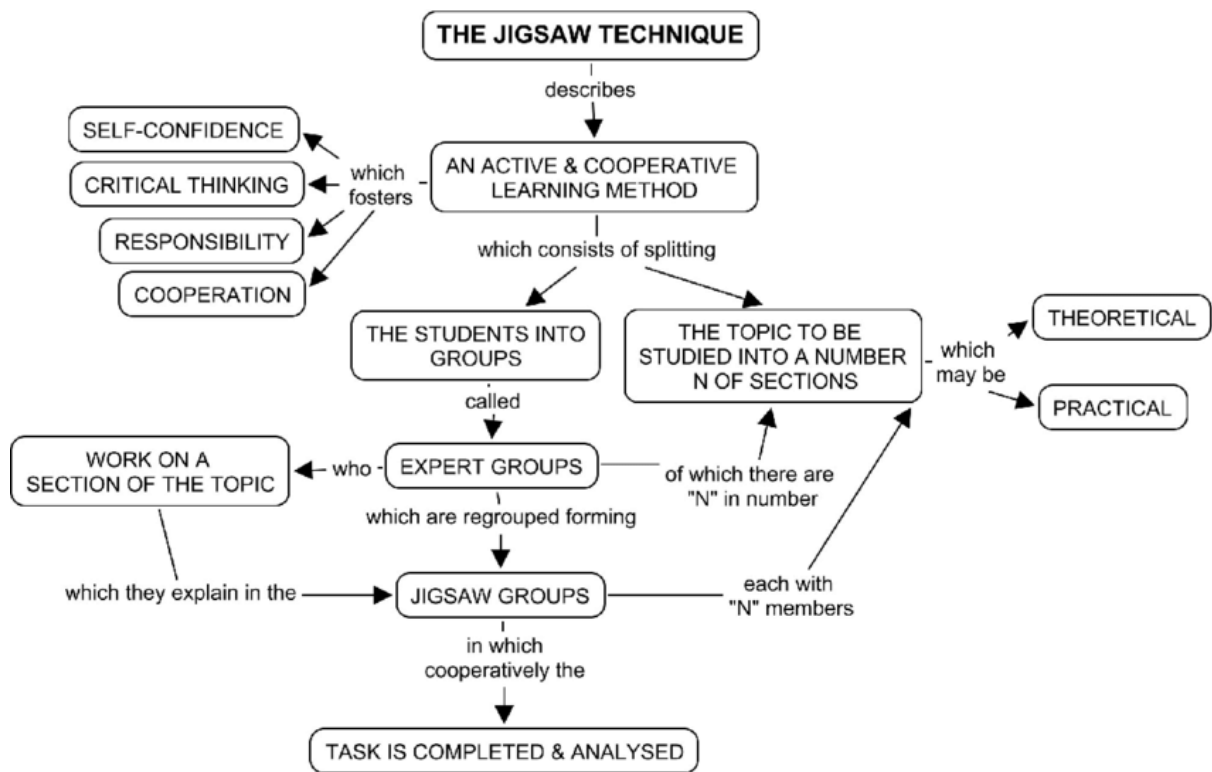 THE JIGSAW TECHNIQUE
describes
AN ACTIVE & COOPERATIVE
LEARNING METHOD
which
fosters
SELF-CONFIDENCE
CRITICAL THINKING
RESPONSIBILITY
COOPERATION
which consists of splitting
THE STUDENTS INTO
GROUPS
THE TOPIC TO BE
STUDIED INTO A NUMBER
N OF SECTIONS
which
may be
THEORETICAL
PRACTICAL
called
EXPERT GROUPS
who
WORK ON A
SECTION OF THE TOPIC
of which there are
"N" in number
which are regrouped forming
which they explain in the
JIGSAW GROUPS
each with
"N" members
in which
cooperatively the
TASK IS COMPLETED & ANALYSED